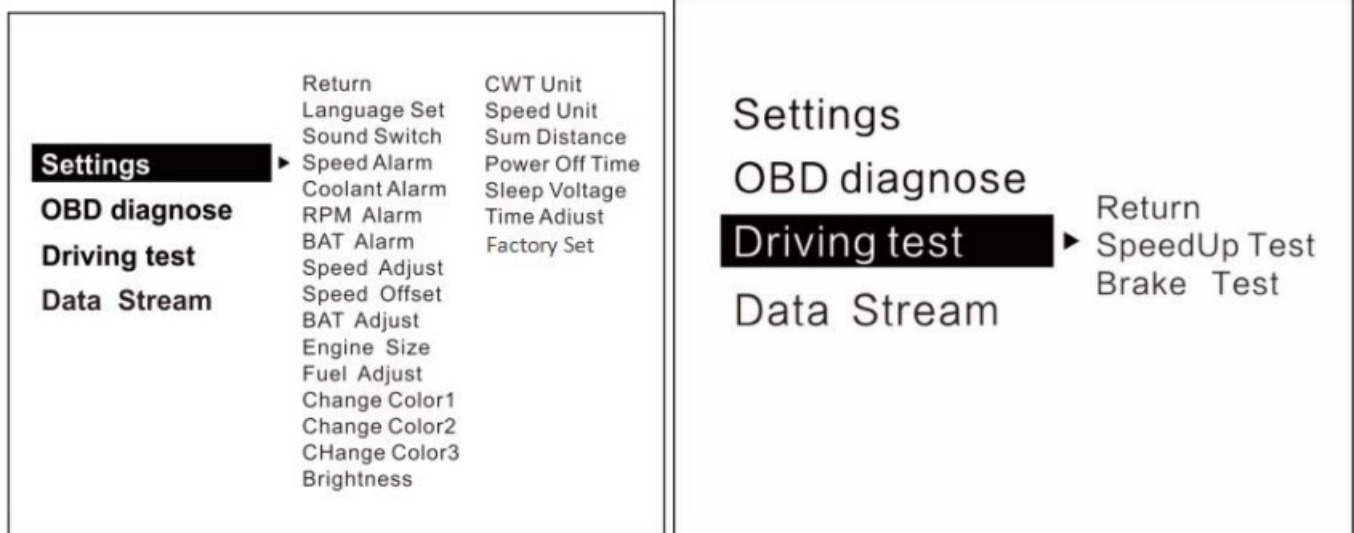 Settings
OBD diagnose
Driving test
Data Stream
Return
Language Set
Sound Switch
Speed Alarm
Coolant Alarm
RPM Alarm
BAT Alarm
Speed Adjust
Speed Offset
BAT Adjust
Engine Size
Fuel Adjust
Change Color1
Change Color2
CHange Color3
Brightness
CWT Unit
Speed Unit
Sum Distance
Power Off Time
Sleep Voltage
Time Adiust
Factory Set
Settings
OBD diagnose
Driving test
Data Stream
Return
SpeedUp Test
Brake Test